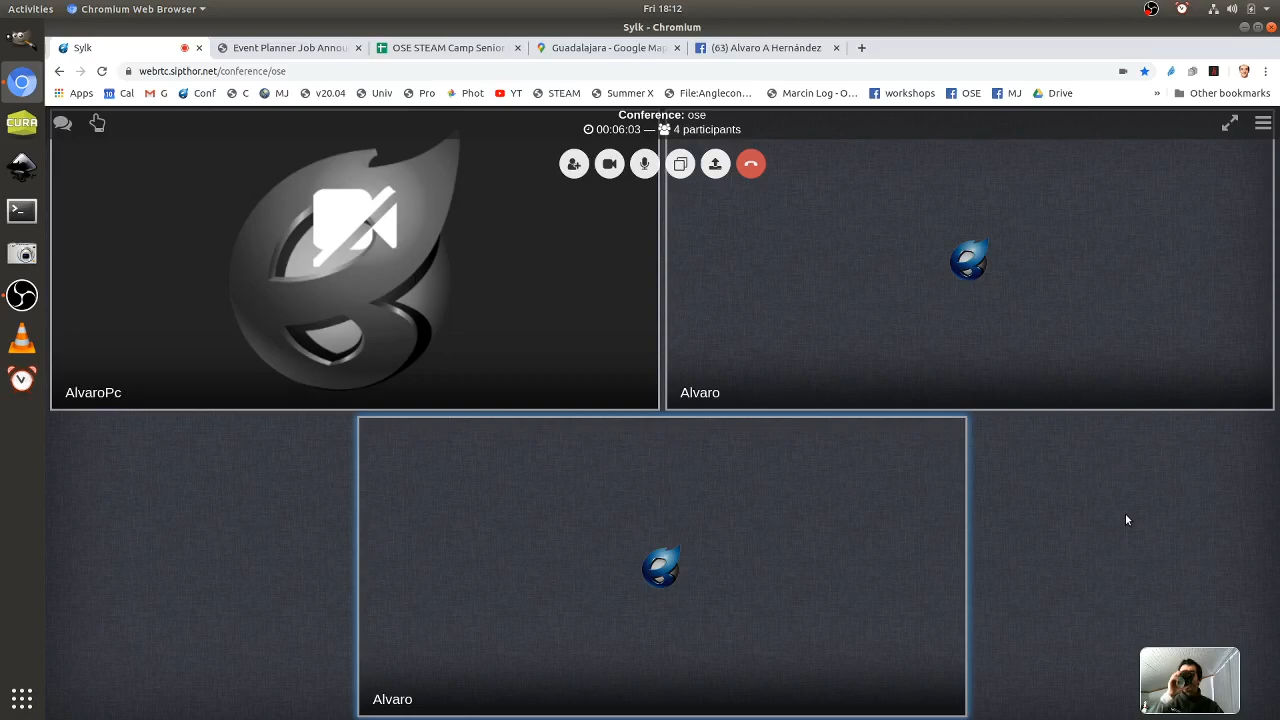 Activities Chromium Web Browser Fri 18:12
Sylk - Chromium
Sylk Event Planner Job Annou OSE STEAM Camp Senior Guadalajara - Google Map (63) Alvaro A Hernández
webrtc.sipthor.net/conference/ose
Apps Cal G Conf C MJ v20.04 Univ Pro Phot YT STEAM Summer X File:Anglecon... Marcin Log - O... workshops OSE MJ Drive » Other bookmarks
Conference: ose
00:06:03 — 4 participants
AlvaroPc
Alvaro
Alvaro
CURA